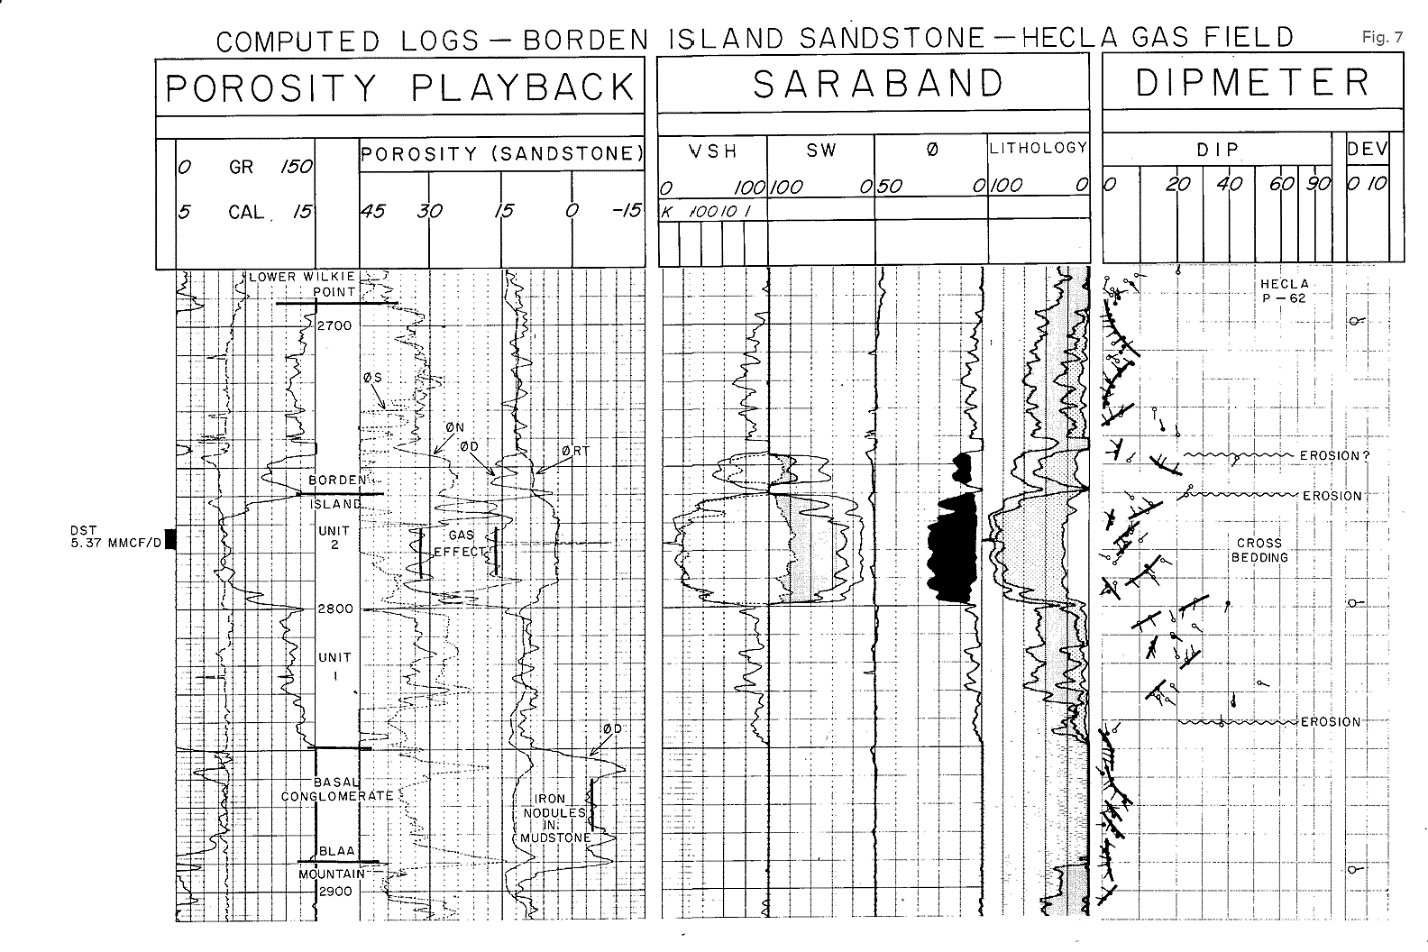 COMPUTED LOGS — BORDEN ISLAND SANDSTONE — HECLA GAS FIELD
Fig. 7
POROSITY PLAYBACK
0 GR 150
5 CAL. 15
POROSITY (SANDSTONE)
45 30 15 0 -15
SARABAND
VSH SW Ø LITHOLOGY
0 100 100 0 50 0 100 0
K 100 10 1
DIPMETER
DIP DEV
0 20 40 60 90 0 10
LOWER WILKIE
POINT
2700
ØS
ØN
ØD
ØRT
BORDEN
ISLAND
UNIT
2
GAS
EFFECT
DST
5.37 MMCF/D
2800
UNIT
1
ØD
BASAL
CONGLOMERATE
IRON
NODULES
IN
MUDSTONE
BLAA
MOUNTAIN
2900
HECLA
P-62
EROSION?
EROSION
CROSS
BEDDING
EROSION